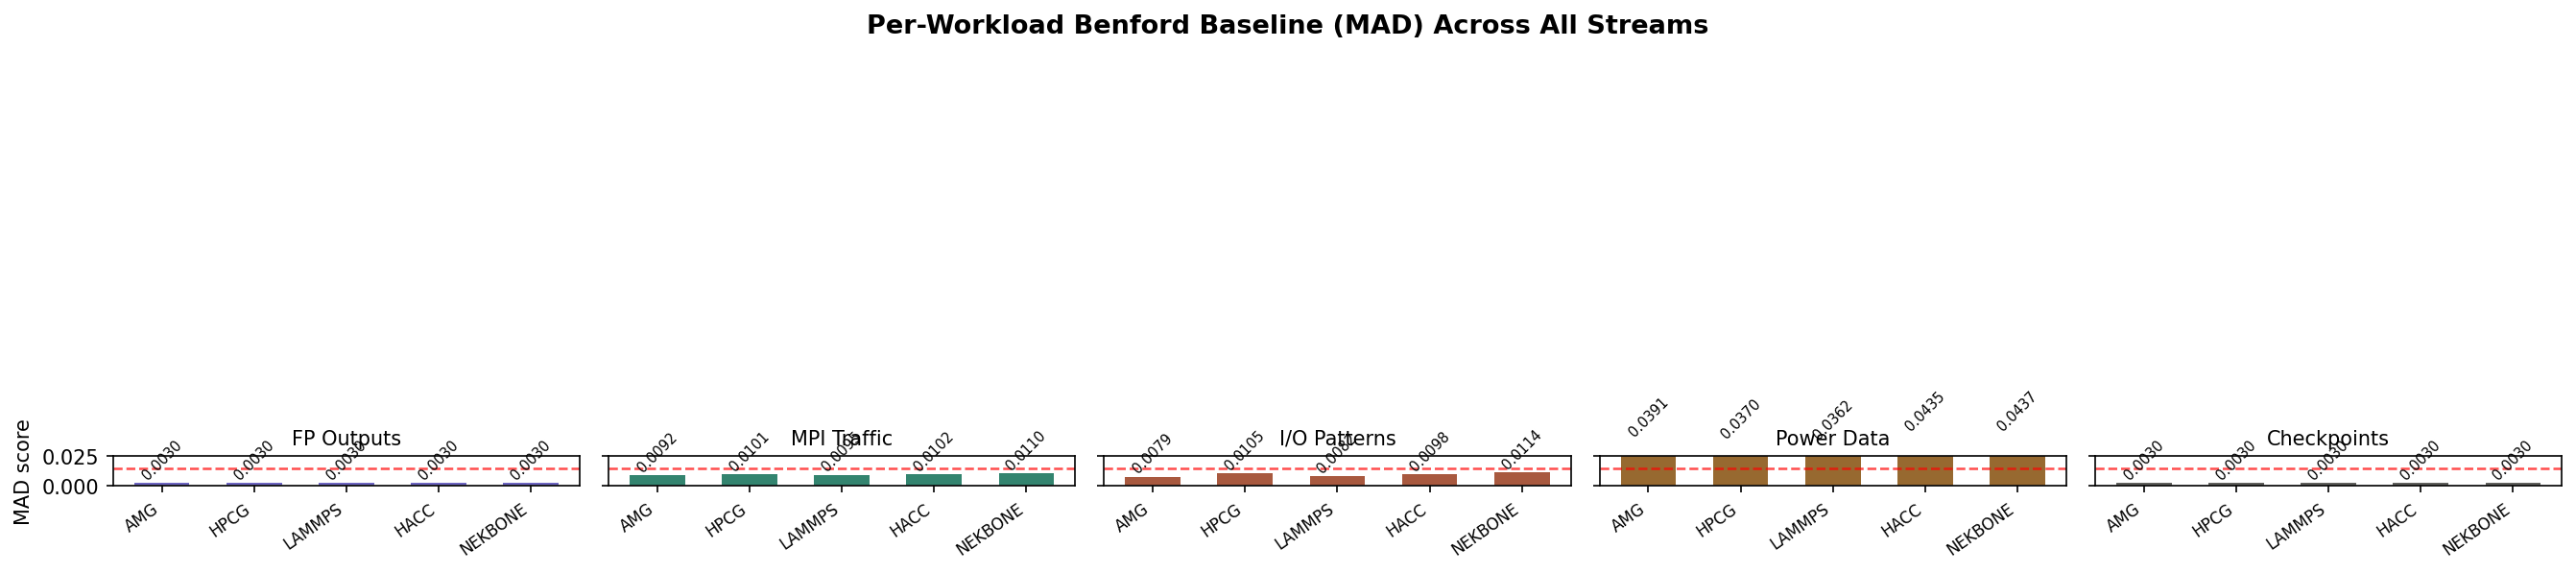 Per-Workload Benford Baseline (MAD) Across All Streams
MAD score
0.025
0.000
FP Outputs
0.0030
0.0030
0.0030
0.0030
0.0030
AMG
HPCG
LAMMPS
HACC
NEKBONE
MPI Traffic
0.0092
0.0101
0.0102
0.0110
AMG
HPCG
LAMMPS
HACC
NEKBONE
I/O Patterns
0.0079
0.0105
0.0098
0.0114
AMG
HPCG
LAMMPS
HACC
NEKBONE
Power Data
0.0391
0.0370
0.0362
0.0435
0.0437
AMG
HPCG
LAMMPS
HACC
NEKBONE
Checkpoints
0.0030
0.0030
0.0030
0.0030
0.0030
AMG
HPCG
LAMMPS
HACC
NEKBONE